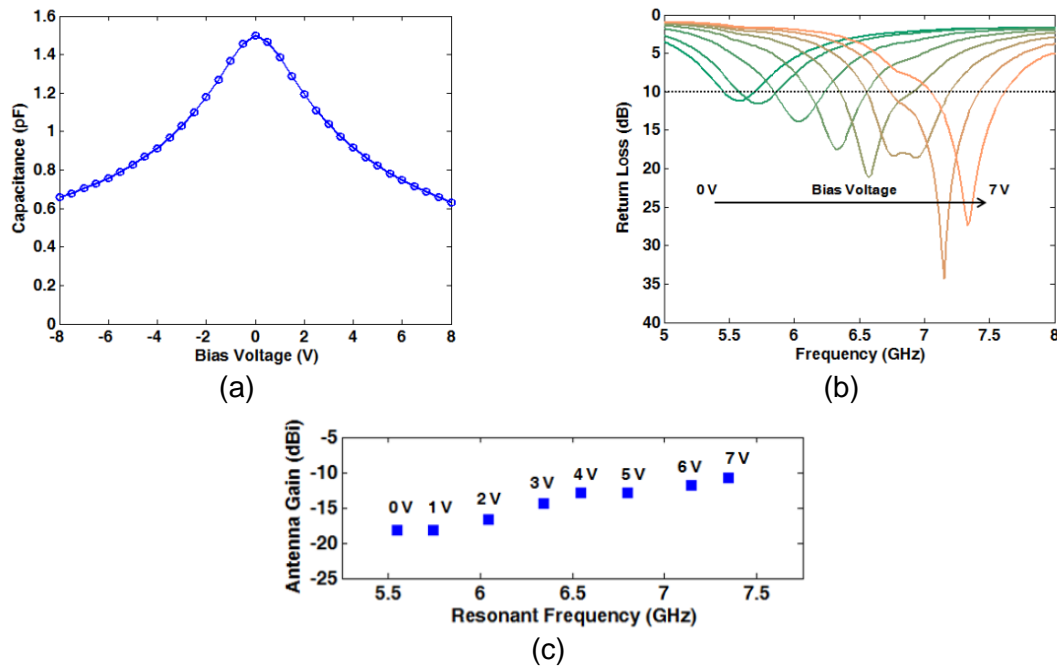 1.6
1.4
1.2
1
0.8
0.6
0.4
0.2
0
Capacitance (pF)
-8 -6 -4 -2 0 2 4 6 8
Bias Voltage (V)
(a)
0
5
10
15
20
25
30
35
40
Return Loss (dB)
0 V Bias Voltage 7 V
5 5.5 6 6.5 7 7.5 8
Frequency (GHz)
(b)
-5
-10
-15
-20
-25
Antenna Gain (dBi)
0 V 1 V 2 V 3 V 4 V 5 V 6 V 7 V
5.5 6 6.5 7 7.5
Resonant Frequency (GHz)
(c)